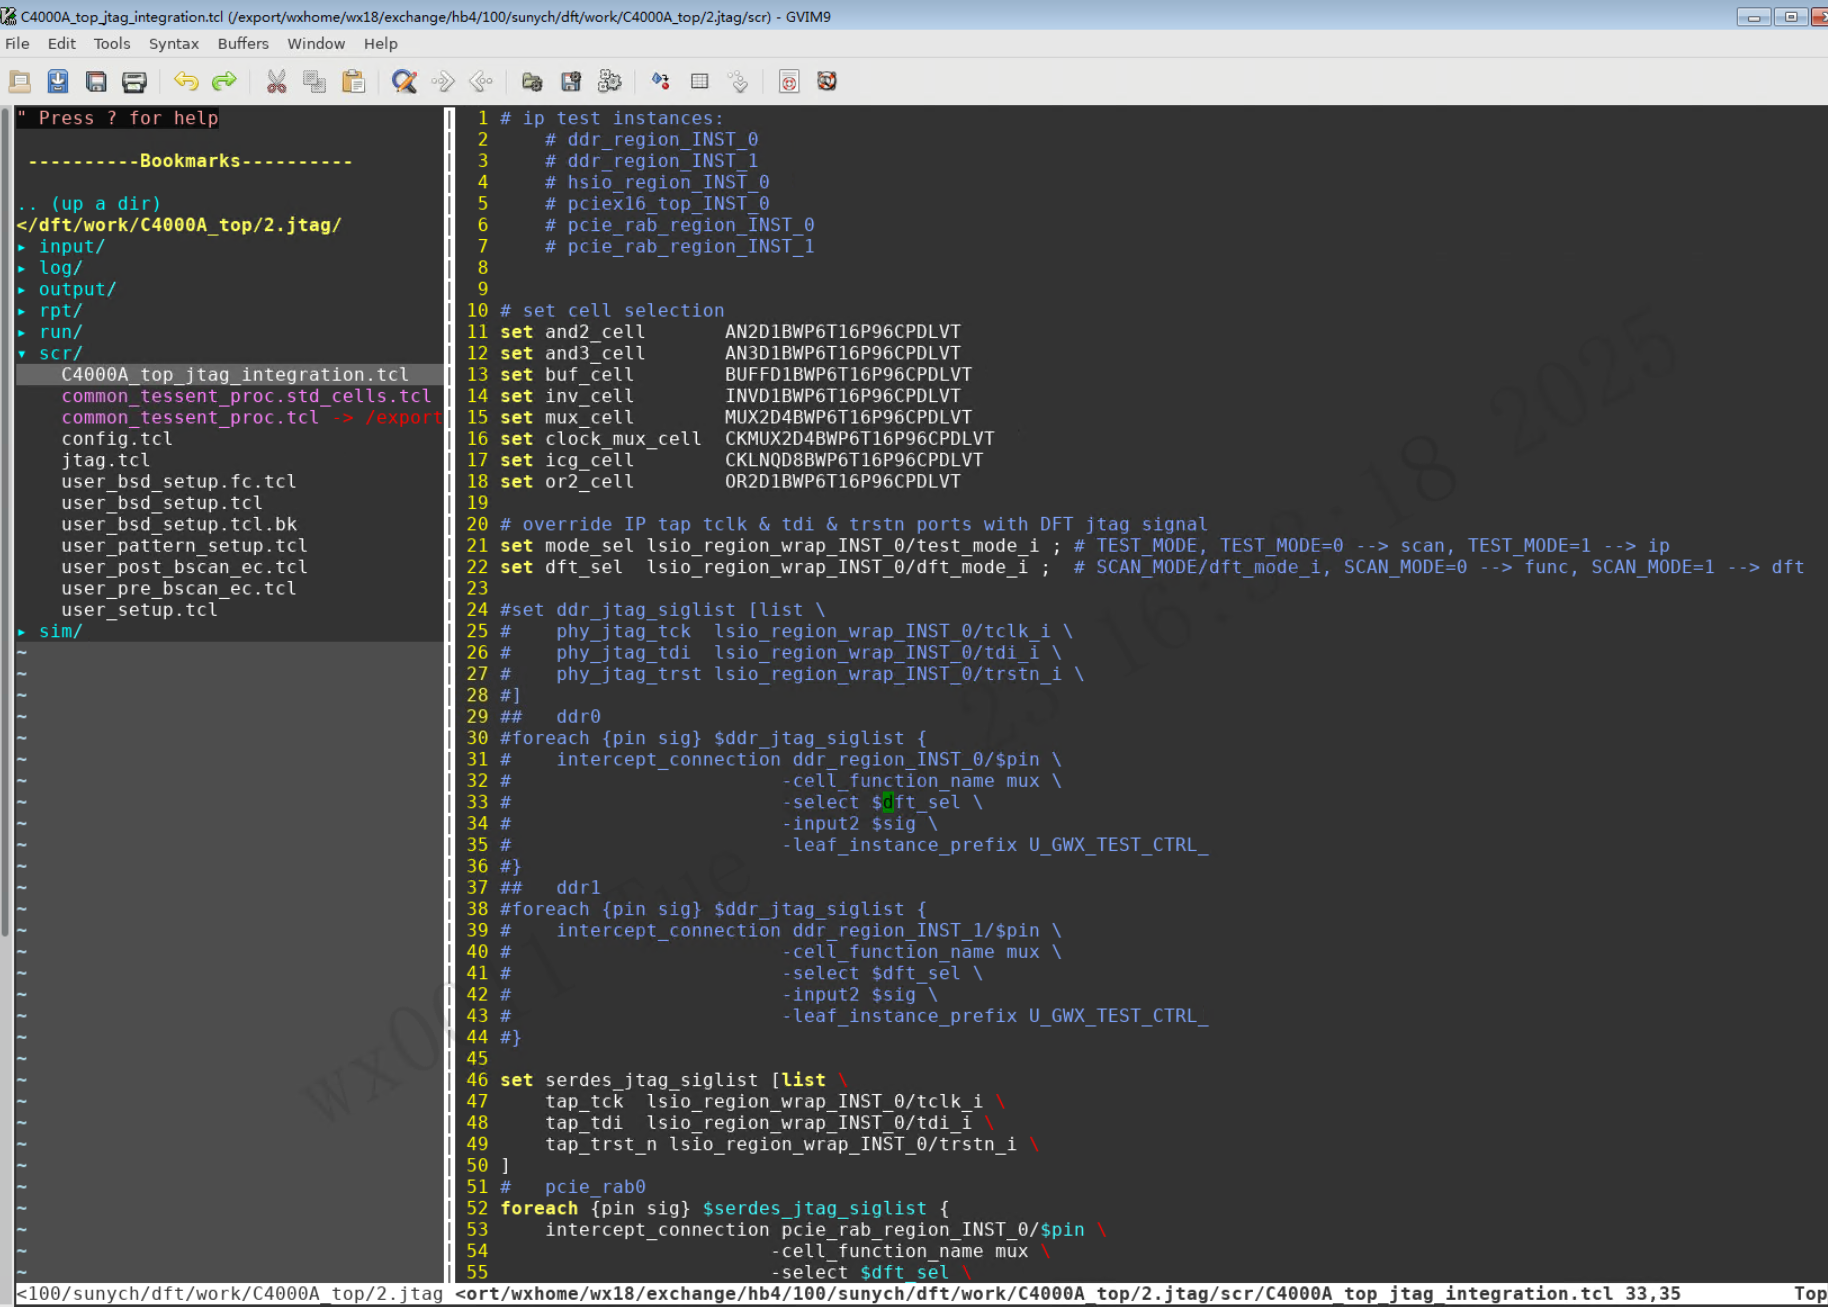 C4000A_top_jtag_integration.tcl (/export/wxhome/wx18/exchange/hb4/100/sunych/dft/work/C4000A_top/2.jtag/scr) - GVIM9
File Edit Tools Syntax Buffers Window Help
" Press ? for help
----------Bookmarks----------
.. (up a dir)
</dft/work/C4000A_top/2.jtag/
▸ input/
▸ log/
▸ output/
▸ rpt/
▸ run/
▾ scr/
C4000A_top_jtag_integration.tcl
common_tessent_proc.std_cells.tcl
common_tessent_proc.tcl -> /export
config.tcl
jtag.tcl
user_bsd_setup.fc.tcl
user_bsd_setup.tcl
user_bsd_setup.tcl.bk
user_pattern_setup.tcl
user_post_bscan_ec.tcl
user_pre_bscan_ec.tcl
user_setup.tcl
▸ sim/
1 # ip test instances:
2     # ddr_region_INST_0
3     # ddr_region_INST_1
4     # hsio_region_INST_0
5     # pciex16_top_INST_0
6     # pcie_rab_region_INST_0
7     # pcie_rab_region_INST_1
8
9
10 # set cell selection
11 set and2_cell       AN2D1BWP6T16P96CPDLVT
12 set and3_cell       AN3D1BWP6T16P96CPDLVT
13 set buf_cell        BUFFD1BWP6T16P96CPDLVT
14 set inv_cell        INVD1BWP6T16P96CPDLVT
15 set mux_cell        MUX2D4BWP6T16P96CPDLVT
16 set clock_mux_cell  CKMUX2D4BWP6T16P96CPDLVT
17 set icg_cell        CKLNQD8BWP6T16P96CPDLVT
18 set or2_cell        OR2D1BWP6T16P96CPDLVT
19
20 # override IP tap tclk & tdi & trstn ports with DFT jtag signal
21 set mode_sel lsio_region_wrap_INST_0/test_mode_i ; # TEST_MODE, TEST_MODE=0 --> scan, TEST_MODE=1 --> ip
22 set dft_sel  lsio_region_wrap_INST_0/dft_mode_i ;  # SCAN_MODE/dft_mode_i, SCAN_MODE=0 --> func, SCAN_MODE=1 --> dft
23
24 #set ddr_jtag_siglist [list \
25 #    phy_jtag_tck  lsio_region_wrap_INST_0/tclk_i \
26 #    phy_jtag_tdi  lsio_region_wrap_INST_0/tdi_i \
27 #    phy_jtag_trst lsio_region_wrap_INST_0/trstn_i \
28 #]
29 ##   ddr0
30 #foreach {pin sig} $ddr_jtag_siglist {
31 #    intercept_connection ddr_region_INST_0/$pin \
32 #                        -cell_function_name mux \
33 #                        -select $dft_sel \
34 #                        -input2 $sig \
35 #                        -leaf_instance_prefix U_GWX_TEST_CTRL_
36 #}
37 ##   ddr1
38 #foreach {pin sig} $ddr_jtag_siglist {
39 #    intercept_connection ddr_region_INST_1/$pin \
40 #                        -cell_function_name mux \
41 #                        -select $dft_sel \
42 #                        -input2 $sig \
43 #                        -leaf_instance_prefix U_GWX_TEST_CTRL_
44 #}
45
46 set serdes_jtag_siglist [list \
47     tap_tck  lsio_region_wrap_INST_0/tclk_i \
48     tap_tdi  lsio_region_wrap_INST_0/tdi_i \
49     tap_trst_n lsio_region_wrap_INST_0/trstn_i \
50 ]
51 #   pcie_rab0
52 foreach {pin sig} $serdes_jtag_siglist {
53     intercept_connection pcie_rab_region_INST_0/$pin \
54                         -cell_function_name mux \
55                         -select $dft_sel \
<100/sunych/dft/work/C4000A_top/2.jtag <ort/wxhome/wx18/exchange/hb4/100/sunych/dft/work/C4000A_top/2.jtag/scr/C4000A_top_jtag_integration.tcl 33,35 Top